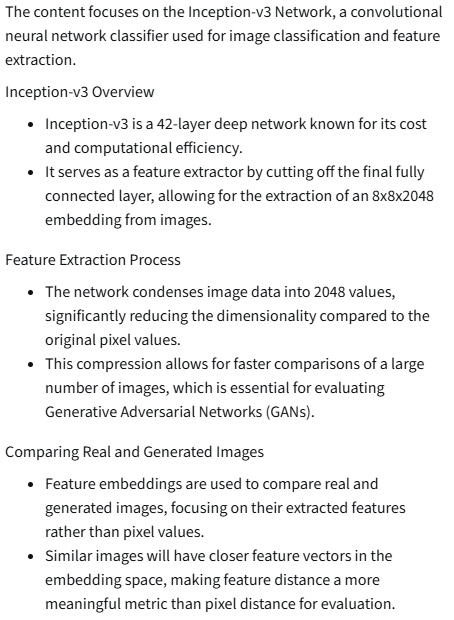 The content focuses on the Inception-v3 Network, a convolutional
neural network classifier used for image classification and feature
extraction.
Inception-v3 Overview
• Inception-v3 is a 42-layer deep network known for its cost
and computational efficiency.
• It serves as a feature extractor by cutting off the final fully
connected layer, allowing for the extraction of an 8x8x2048
embedding from images.
Feature Extraction Process
• The network condenses image data into 2048 values,
significantly reducing the dimensionality compared to the
original pixel values.
• This compression allows for faster comparisons of a large
number of images, which is essential for evaluating
Generative Adversarial Networks (GANs).
Comparing Real and Generated Images
• Feature embeddings are used to compare real and
generated images, focusing on their extracted features
rather than pixel values.
• Similar images will have closer feature vectors in the
embedding space, making feature distance a more
meaningful metric than pixel distance for evaluation.